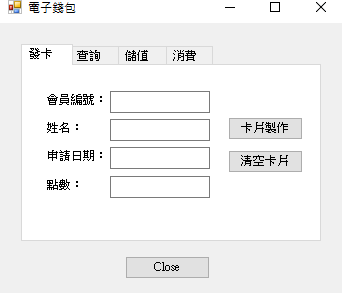 電子錢包
發卡 查詢 儲值 消費
會員編號：
姓名：
卡片製作
申請日期：
清空卡片
點數：
Close